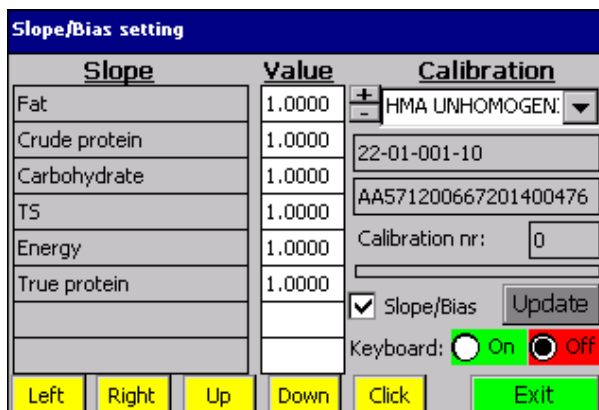 Slope/Bias setting
Slope Value Calibration
Fat 1.0000 + - HMA UNHOMOGEN:
Crude protein 1.0000
22-01-001-10
Carbohydrate 1.0000
AA571200667201400476
TS 1.0000
Calibration nr: 0
Energy 1.0000
True protein 1.0000
Slope/Bias Update
Keyboard: On Off
Left Right Up Down Click Exit